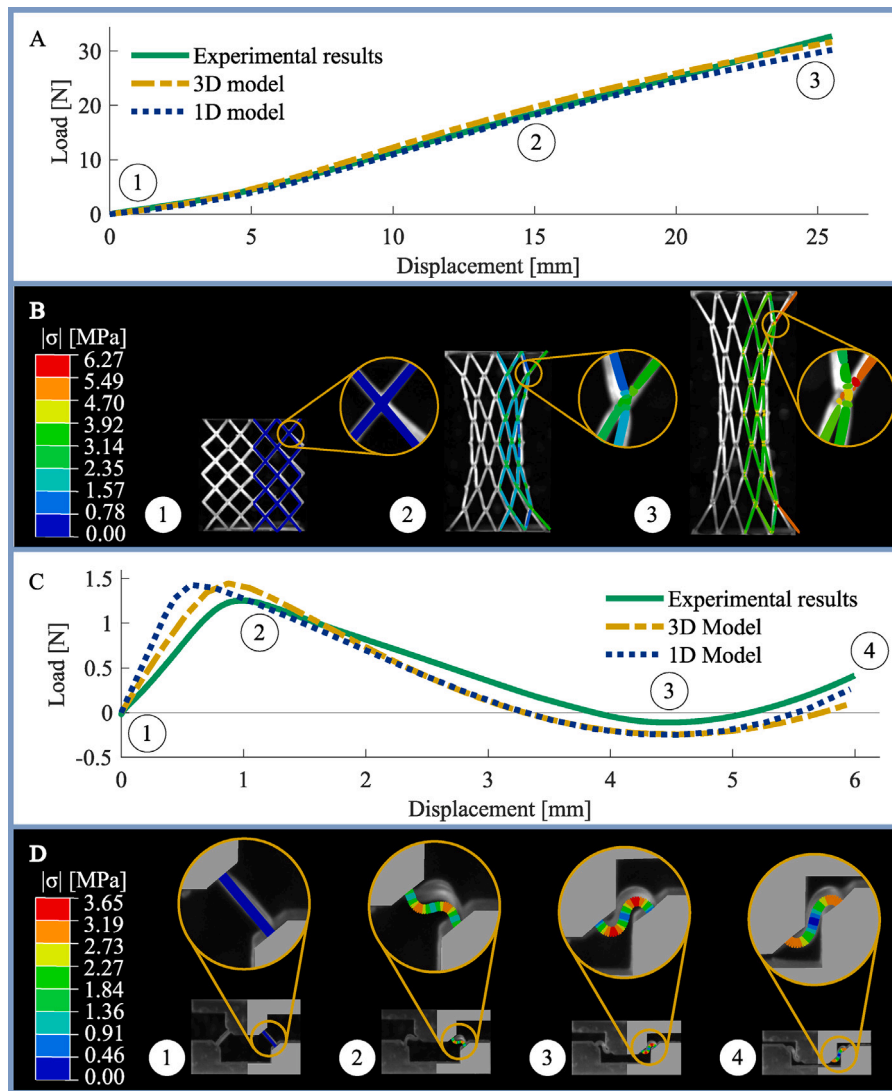 A
Load [N]
30
20
10
0
Experimental results
3D model
1D model
1
2
3
0 5 10 15 20 25
Displacement [mm]
B
|σ| [MPa]
6.27
5.49
4.70
3.92
3.14
2.35
1.57
0.78
0.00
1
2
3
C
Load [N]
1.5
1
0.5
0
-0.5
Experimental results
3D Model
1D Model
1
2
3
4
0 1 2 3 4 5 6
Displacement [mm]
D
|σ| [MPa]
3.65
3.19
2.73
2.27
1.84
1.36
0.91
0.46
0.00
1
2
3
4